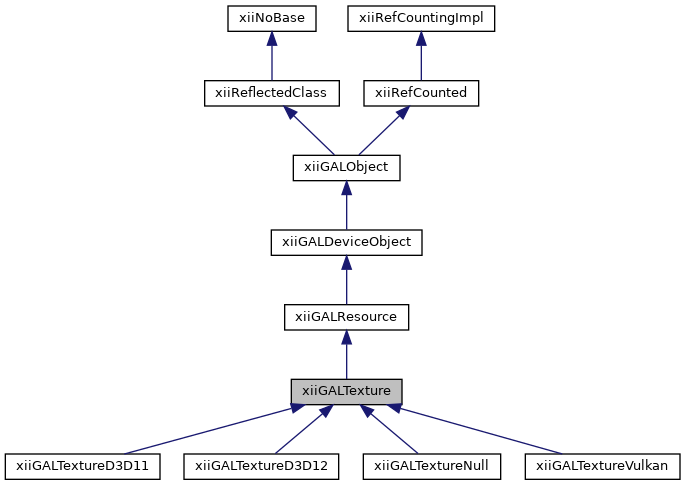 xiiNoBase
xiiRefCountingImpl
xiiReflectedClass
xiiRefCounted
xiiGALObject
xiiGALDeviceObject
xiiGALResource
xiiGALTexture
xiiGALTextureD3D11
xiiGALTextureD3D12
xiiGALTextureNull
xiiGALTextureVulkan